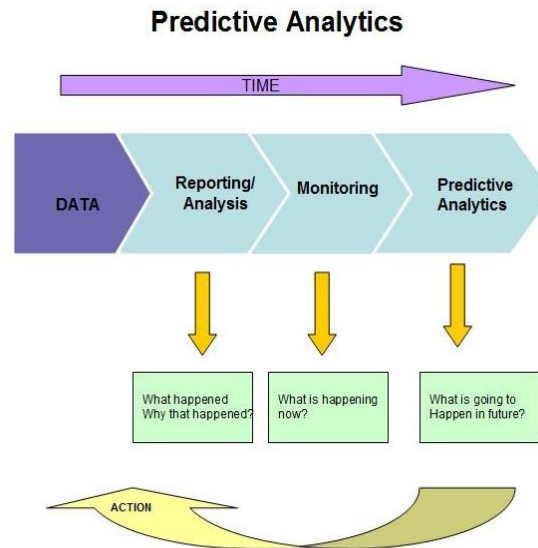 Predictive Analytics
TIME
DATA
Reporting/
Analysis
Monitoring
Predictive
Analytics
What happened
Why that happened?
What is happening
now?
What is going to
Happen in future?
ACTION